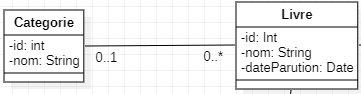 Categorie
-id: int
-nom: String
0..1
0..*
Livre
-id: Int
-nom: String
-dateParution: Date